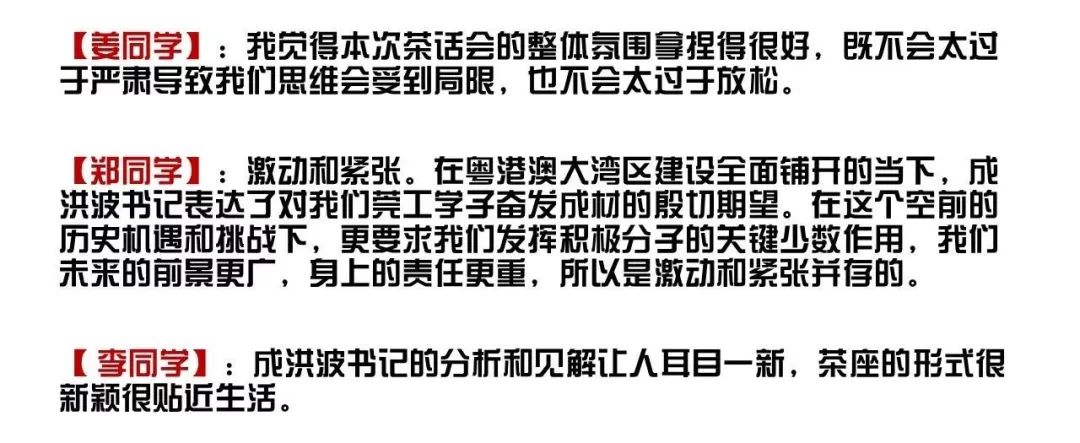 【姜同学】：我觉得本次茶话会的整体氛围拿捏得很好，既不会太过
于严肃导致我们思维会受到局限，也不会太过于放松。
【郑同学】：激动和紧张。在粤港澳大湾区建设全面铺开的当下，成
洪波书记表达了对我们莞工学子奋发成材的殷切期望。在这个空前的
历史机遇和挑战下，更要求我们发挥积极分子的关键少数作用，我们
未来的前景更广，身上的责任更重，所以是激动和紧张并存的。
【李同学】：成洪波书记的分析和见解让人耳目一新，茶座的形式很
新颖很贴近生活。